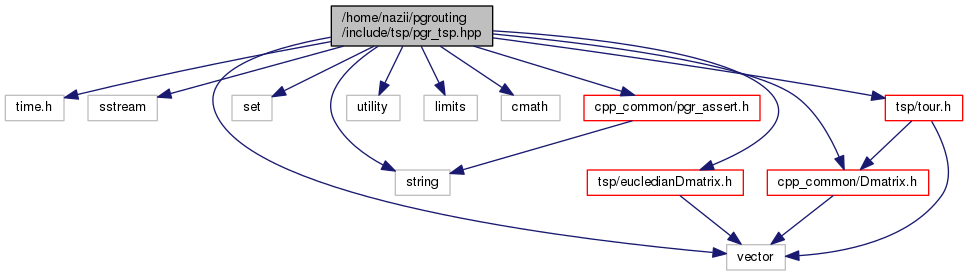 /home/nazii/pgrouting
/include/tsp/pgr_tsp.hpp
time.h
sstream
set
utility
limits
cmath
cpp_common/pgr_assert.h
tsp/tour.h
string
tsp/eucledianDmatrix.h
cpp_common/Dmatrix.h
vector